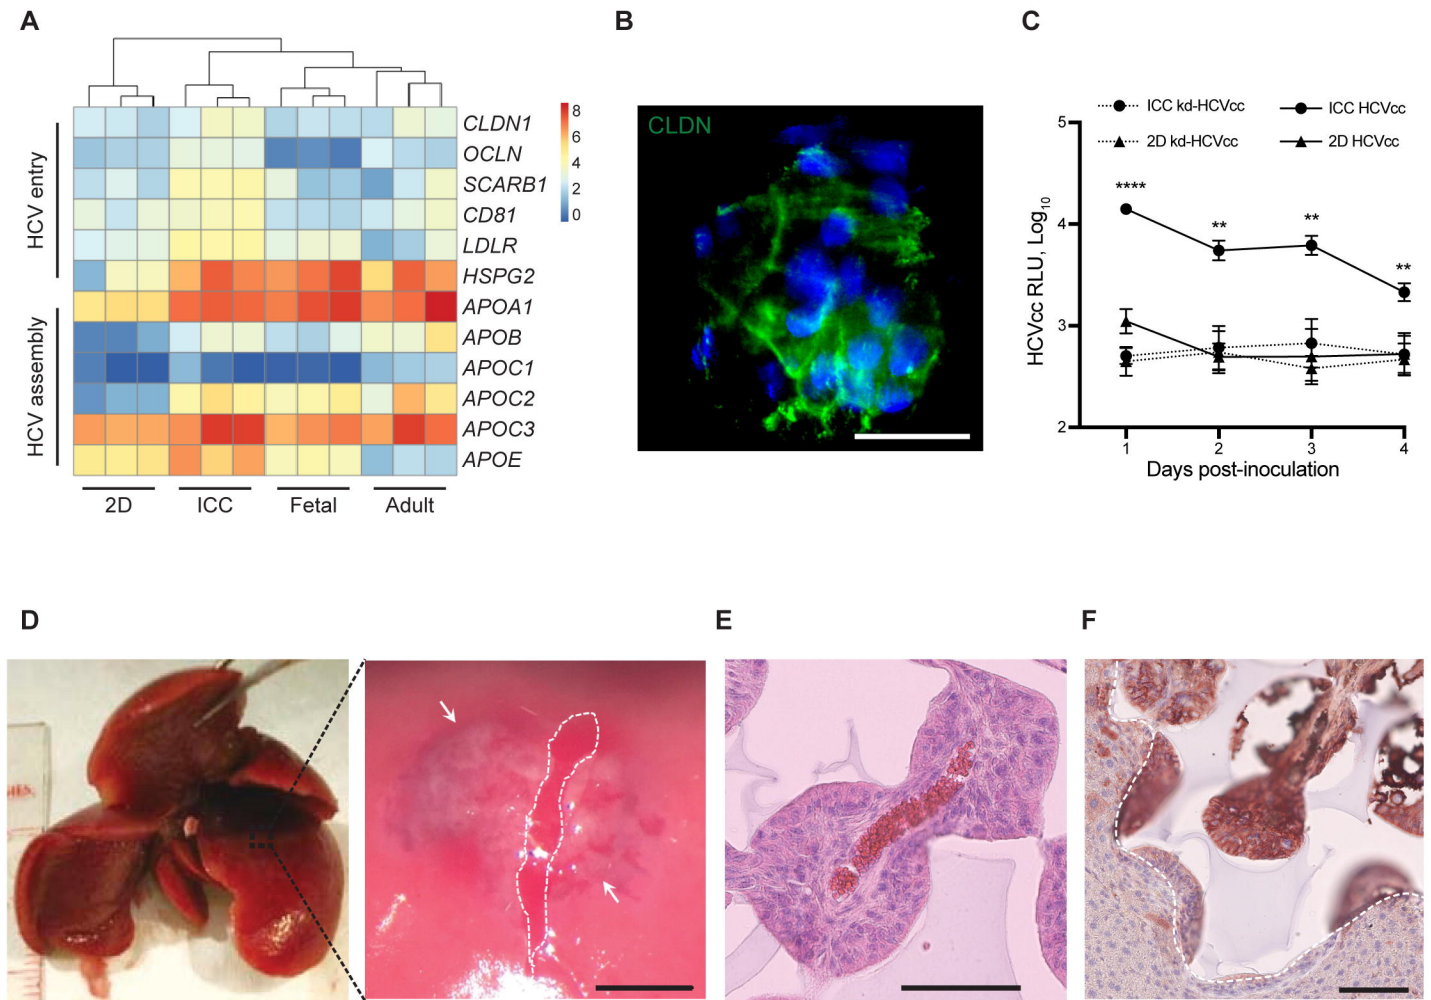 A
B
C
HCV entry
HCV assembly
CLDN1
OCLN
SCARB1
CD81
LDLR
HSPG2
APOA1
APOB
APOC1
APOC2
APOC3
APOE
8
6
4
2
0
2D
ICC
Fetal
Adult
CLDN
ICC kd-HCVcc
ICC HCVcc
2D kd-HCVcc
2D HCVcc
HCVcc RLU, Log10
5
4
3
2
****
**
**
**
1
2
3
4
Days post-inoculation
D
E
F